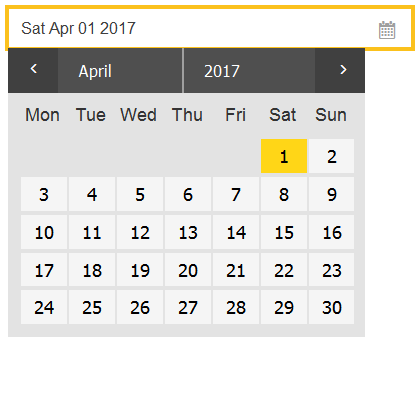 Sat Apr 01 2017
‹ April 2017 ›
Mon Tue Wed Thu Fri Sat Sun
1 2
3 4 5 6 7 8 9
10 11 12 13 14 15 16
17 18 19 20 21 22 23
24 25 26 27 28 29 30